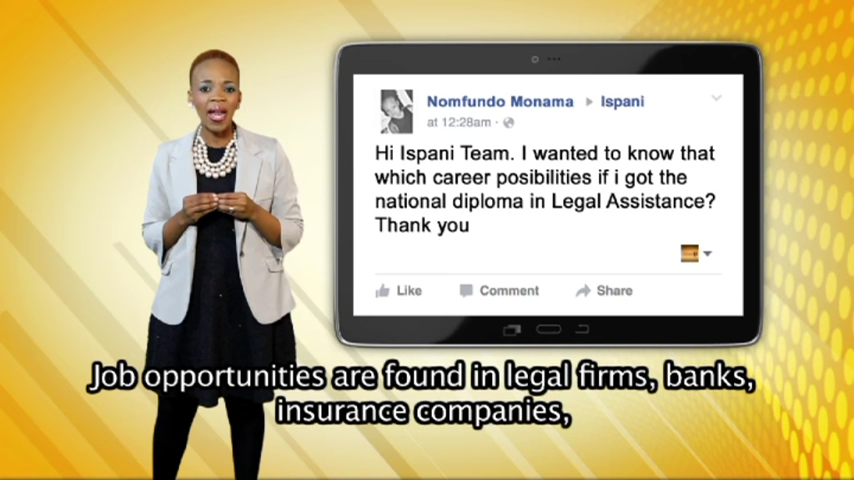 Nomfundo Monama ▸ Ispani
at 12:28am ·
Hi Ispani Team. I wanted to know that
which career posibilities if i got the
national diploma in Legal Assistance?
Thank you
Like Comment Share
Job opportunities are found in legal firms, banks,
insurance companies,